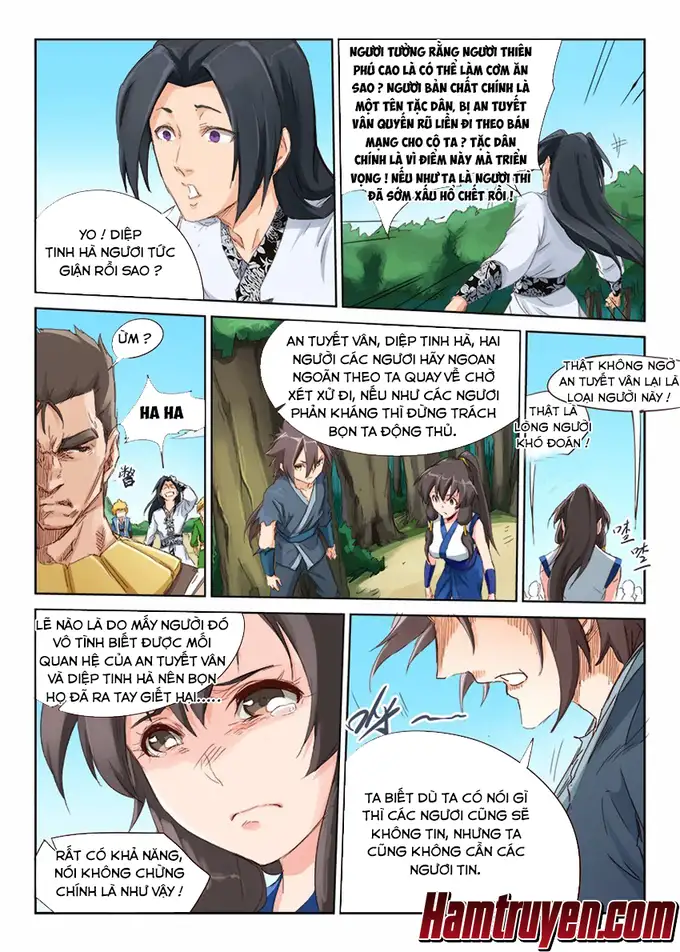 NGƯƠI TƯỞNG RẰNG NGƯƠI THIÊN
PHÚ CAO LÀ CÓ THỂ LÀM CƠM ĂN
SAO ? NGƯƠI BẢN CHẤT CHÍNH LÀ
MỘT TÊN TẶC DÂN, BỊ AN TUYẾT
VÂN QUYẾN RŨ LIỀN ĐI THEO BÁN
MẠNG CHO CÔ TA ? TẶC DÂN
CHÍNH LÀ VÌ ĐIỂM NÀY MÀ TRIỂN
VỌNG ! NẾU NHƯ TA LÀ NGƯƠI THÌ
ĐÃ SỚM XẤU HỔ CHẾT RỒI !
YO ! DIỆP
TINH HÀ NGƯƠI TỨC
GIẬN RỒI SAO ?
ỪM ?
HA HA
AN TUYẾT VÂN, DIỆP TINH HÀ, HAI
NGƯỜI CÁC NGƯƠI HÃY NGOAN
NGOÃN THEO TA QUAY VỀ CHỜ
XÉT XỬ ĐI, NẾU NHƯ CÁC NGƯƠI
PHẢN KHÁNG THÌ ĐỪNG TRÁCH
BỌN TA ĐỘNG THỦ.
THẬT KHÔNG NGỜ
AN TUYẾT VÂN LẠI LÀ
LOẠI NGƯỜI NÀY !
THẬT LÀ
LÒNG NGƯỜI
KHÓ ĐOÁN !
LẼ NÀO LÀ DO MẤY NGƯỜI ĐÓ
VÔ TÌNH BIẾT ĐƯỢC MỐI
QUAN HỆ CỦA AN TUYẾT VÂN
VÀ DIỆP TINH HÀ NÊN BỌN
HỌ ĐÃ RA TAY GIẾT HẠI.....
RẤT CÓ KHẢ NĂNG,
NÓI KHÔNG CHỪNG
CHÍNH LÀ NHƯ VẬY !
TA BIẾT DÙ TA CÓ NÓI GÌ
THÌ CÁC NGƯƠI CŨNG SẼ
KHÔNG TIN, NHƯNG TA
CŨNG KHÔNG CẦN CÁC
NGƯƠI TIN.
Hamtruyen.com